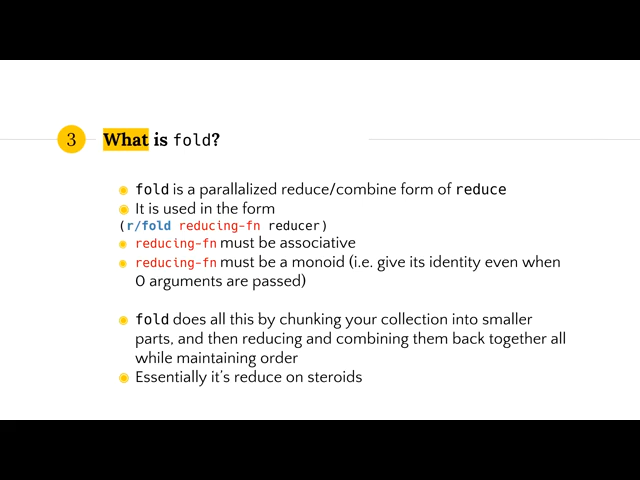 3 What is fold?
◉ fold is a parallalized reduce/combine form of reduce
◉ It is used in the form
(r/fold reducing-fn reducer)
◉ reducing-fn must be associative
◉ reducing-fn must be a monoid (i.e. give its identity even when
0 arguments are passed)
◉ fold does all this by chunking your collection into smaller
parts, and then reducing and combining them back together all
while maintaining order
◉ Essentially it's reduce on steroids